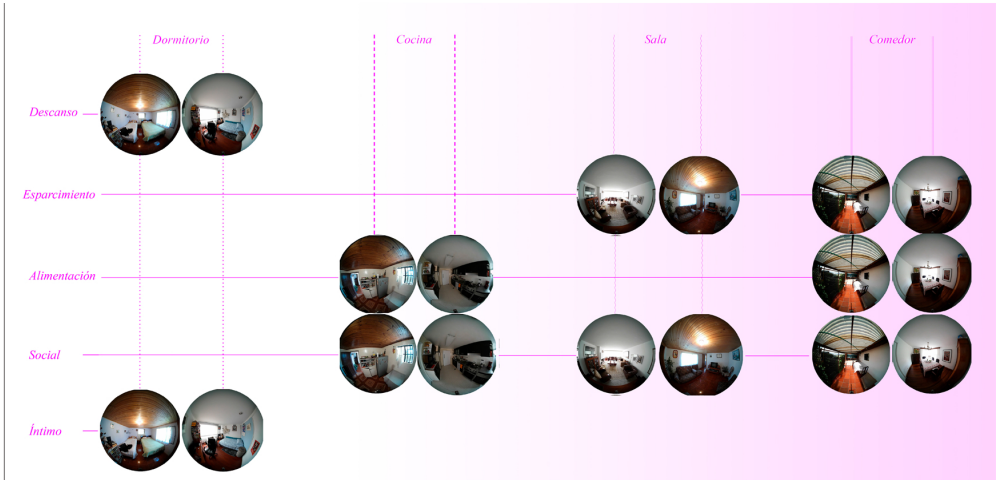 Dormitorio
Cocina
Sala
Comedor
Descanso
Esparcimiento
Alimentación
Social
Íntimo